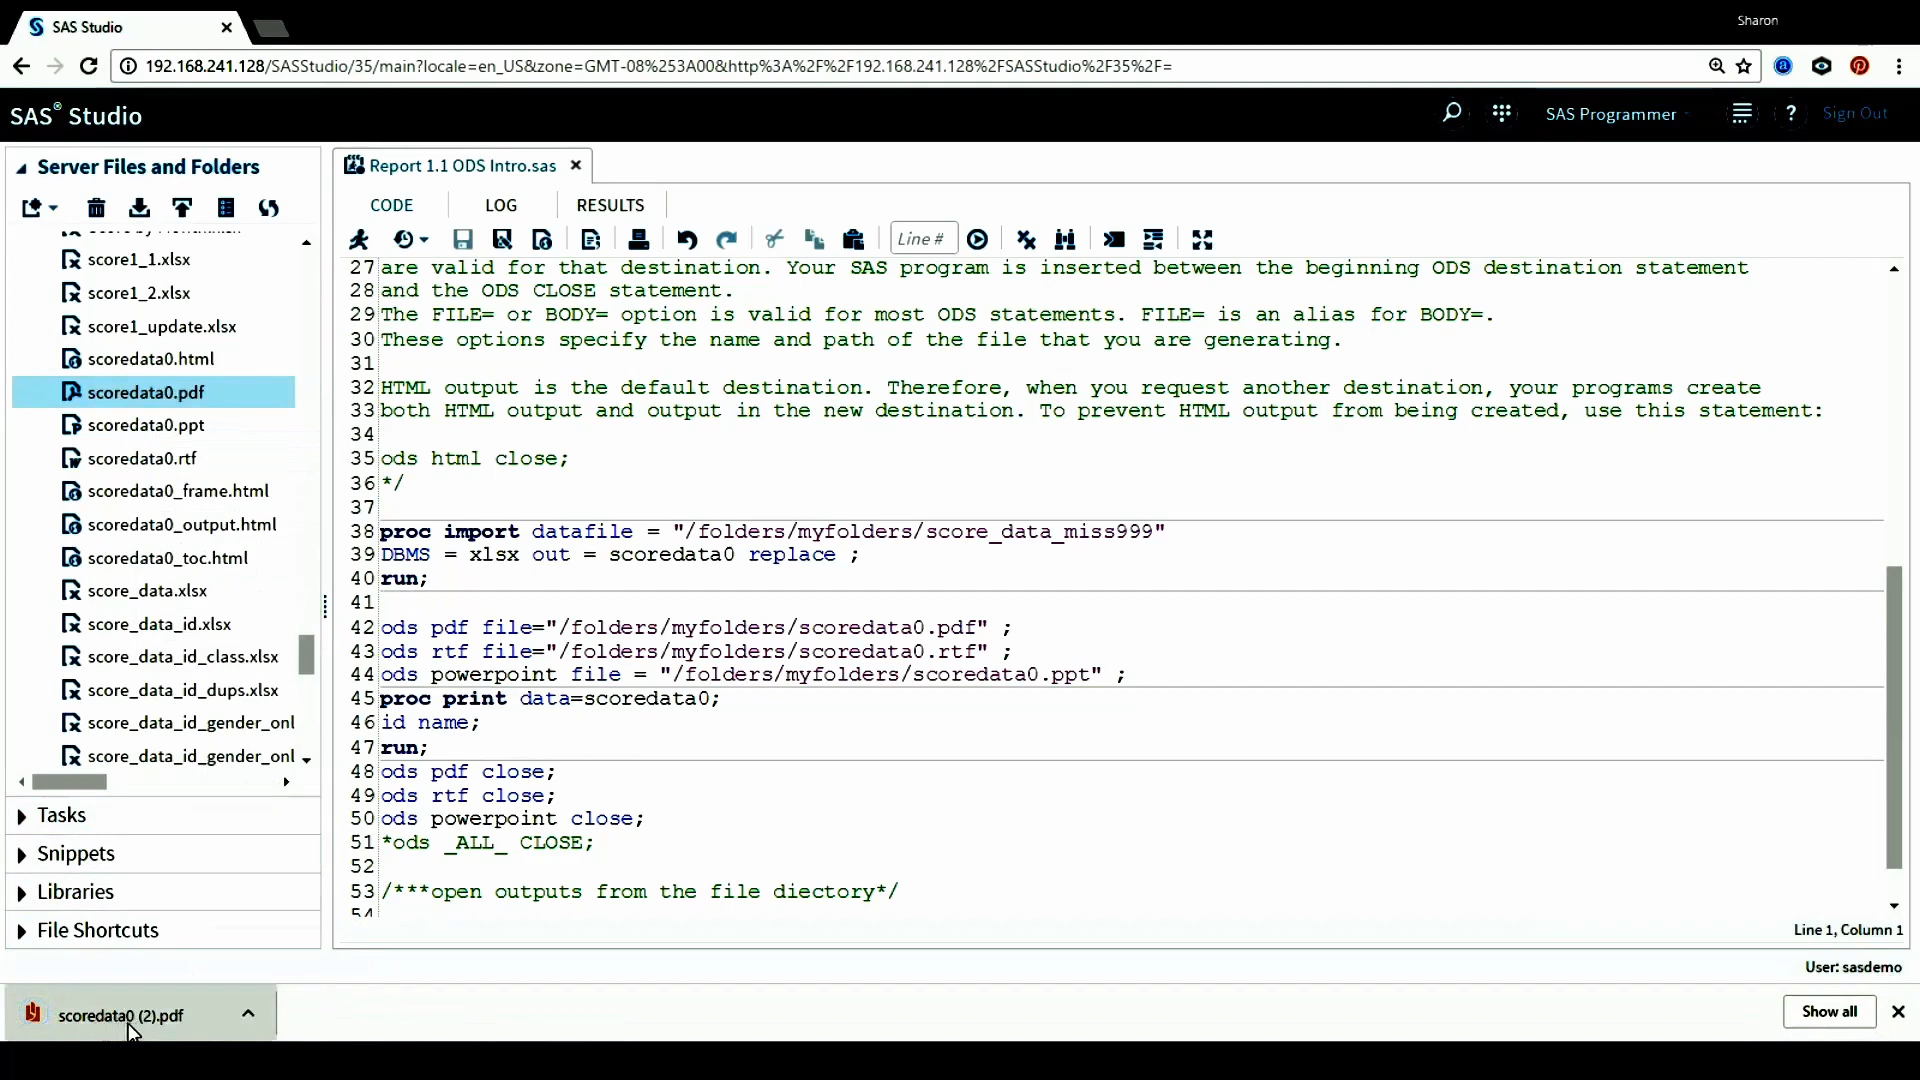 SAS Studio
Sharon
192.168.241.128/SASStudio/35/main?locale=en_US&zone=GMT-08%253A00&http%3A%2F%2F192.168.241.128%2FSASStudio%2F35%2F=
SAS® Studio
SAS Programmer
?
Sign Out
Server Files and Folders
score1_1.xlsx
score1_2.xlsx
score1_update.xlsx
scoredata0.html
scoredata0.pdf
scoredata0.ppt
scoredata0.rtf
scoredata0_frame.html
scoredata0_output.html
scoredata0_toc.html
score_data.xlsx
score_data_id.xlsx
score_data_id_class.xlsx
score_data_id_dups.xlsx
score_data_id_gender_onl
score_data_id_gender_onl
Tasks
Snippets
Libraries
File Shortcuts
Report 1.1 ODS Intro.sas
CODE LOG RESULTS
Line #
27 are valid for that destination. Your SAS program is inserted between the beginning ODS destination statement
28 and the ODS CLOSE statement.
29 The FILE= or BODY= option is valid for most ODS statements. FILE= is an alias for BODY=.
30 These options specify the name and path of the file that you are generating.
31
32 HTML output is the default destination. Therefore, when you request another destination, your programs create
33 both HTML output and output in the new destination. To prevent HTML output from being created, use this statement:
34
35 ods html close;
36 */
37
38 proc import datafile = "/folders/myfolders/score_data_miss999"
39 DBMS = xlsx out = scoredata0 replace ;
40 run;
41
42 ods pdf file="/folders/myfolders/scoredata0.pdf" ;
43 ods rtf file="/folders/myfolders/scoredata0.rtf" ;
44 ods powerpoint file = "/folders/myfolders/scoredata0.ppt" ;
45 proc print data=scoredata0;
46 id name;
47 run;
48 ods pdf close;
49 ods rtf close;
50 ods powerpoint close;
51 *ods _ALL_ CLOSE;
52
53 /***open outputs from the file diectory*/
54
Line 1, Column 1
User: sasdemo
scoredata0 (2).pdf
Show all